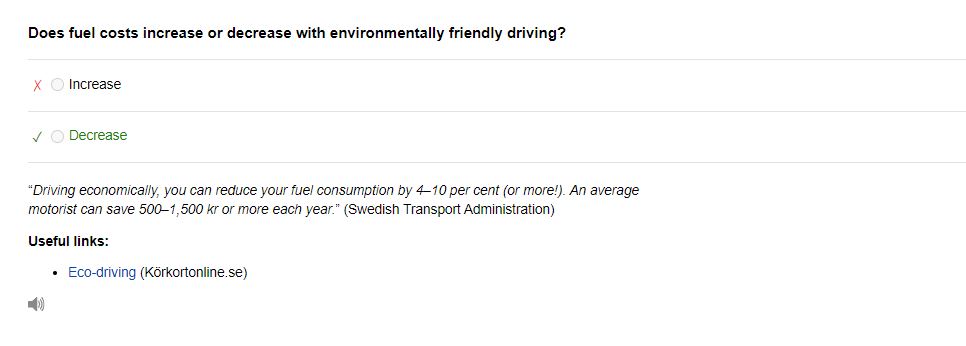 Does fuel costs increase or decrease with environmentally friendly driving?
X Increase
✓ Decrease
“Driving economically, you can reduce your fuel consumption by 4–10 per cent (or more!). An average
motorist can save 500–1,500 kr or more each year.” (Swedish Transport Administration)
Useful links:
• Eco-driving (Körkortonline.se)